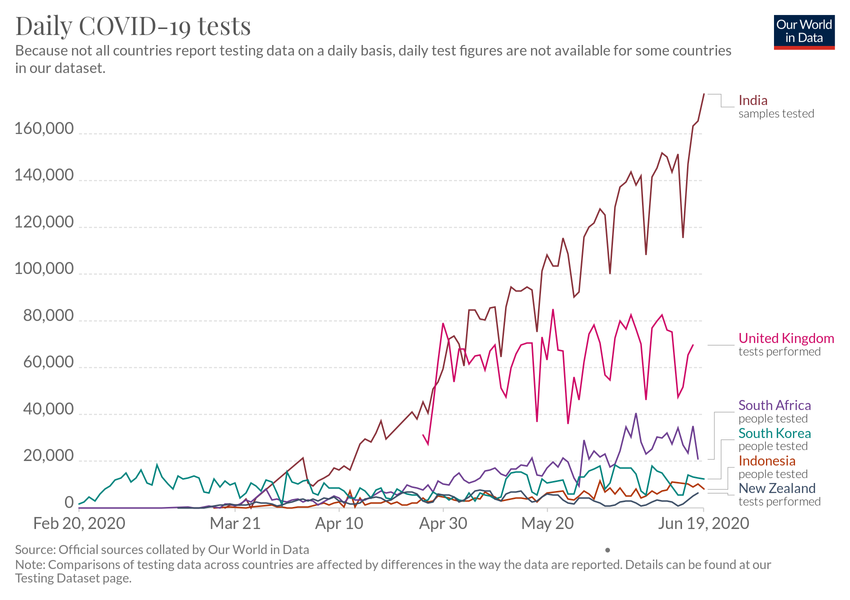 Daily COVID-19 tests
Our World
in Data
Because not all countries report testing data on a daily basis, daily test figures are not available for some countries
in our dataset.
India
samples tested
160,000
140,000
120,000
100,000
80,000
United Kingdom
tests performed
60,000
40,000
South Africa
people tested
South Korea
people tested
20,000
Indonesia
people tested
New Zealand
tests performed
0
Feb 20, 2020 Mar 21 Apr 10 Apr 30 May 20 Jun 19, 2020
Source: Official sources collated by Our World in Data
Note: Comparisons of testing data across countries are affected by differences in the way the data are reported. Details can be found at our
Testing Dataset page.